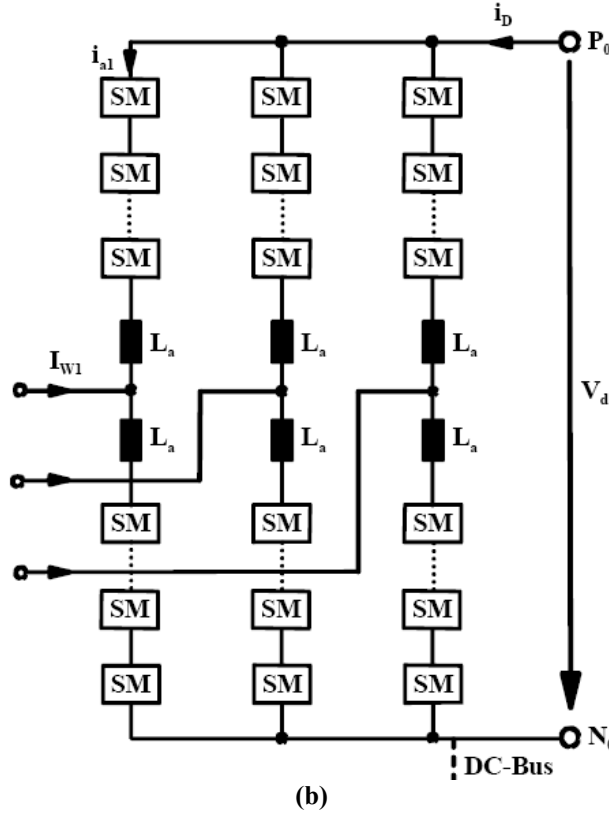 i_D
P_0
i_a1
SM SM SM
SM SM SM
SM SM SM
L_a L_a L_a
I_W1
V_d
L_a L_a L_a
SM SM SM
SM SM SM
SM SM SM
N_0
DC-Bus
(b)